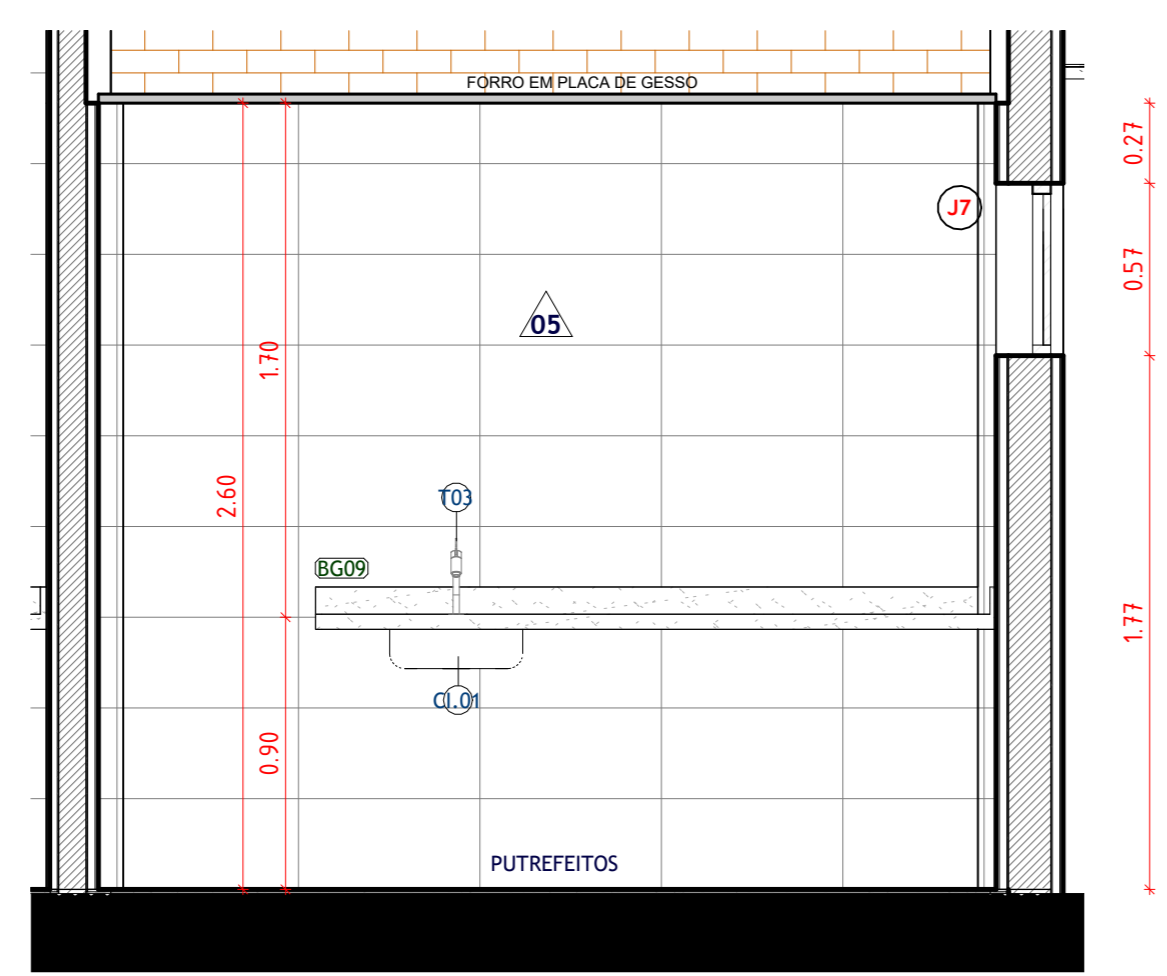 FORRO EM PLACA DE GESSO
0.27
J7
0.57
05
1.70
2.60
T03
BG09
1.77
CI.01
0.90
PUTREFEITOS